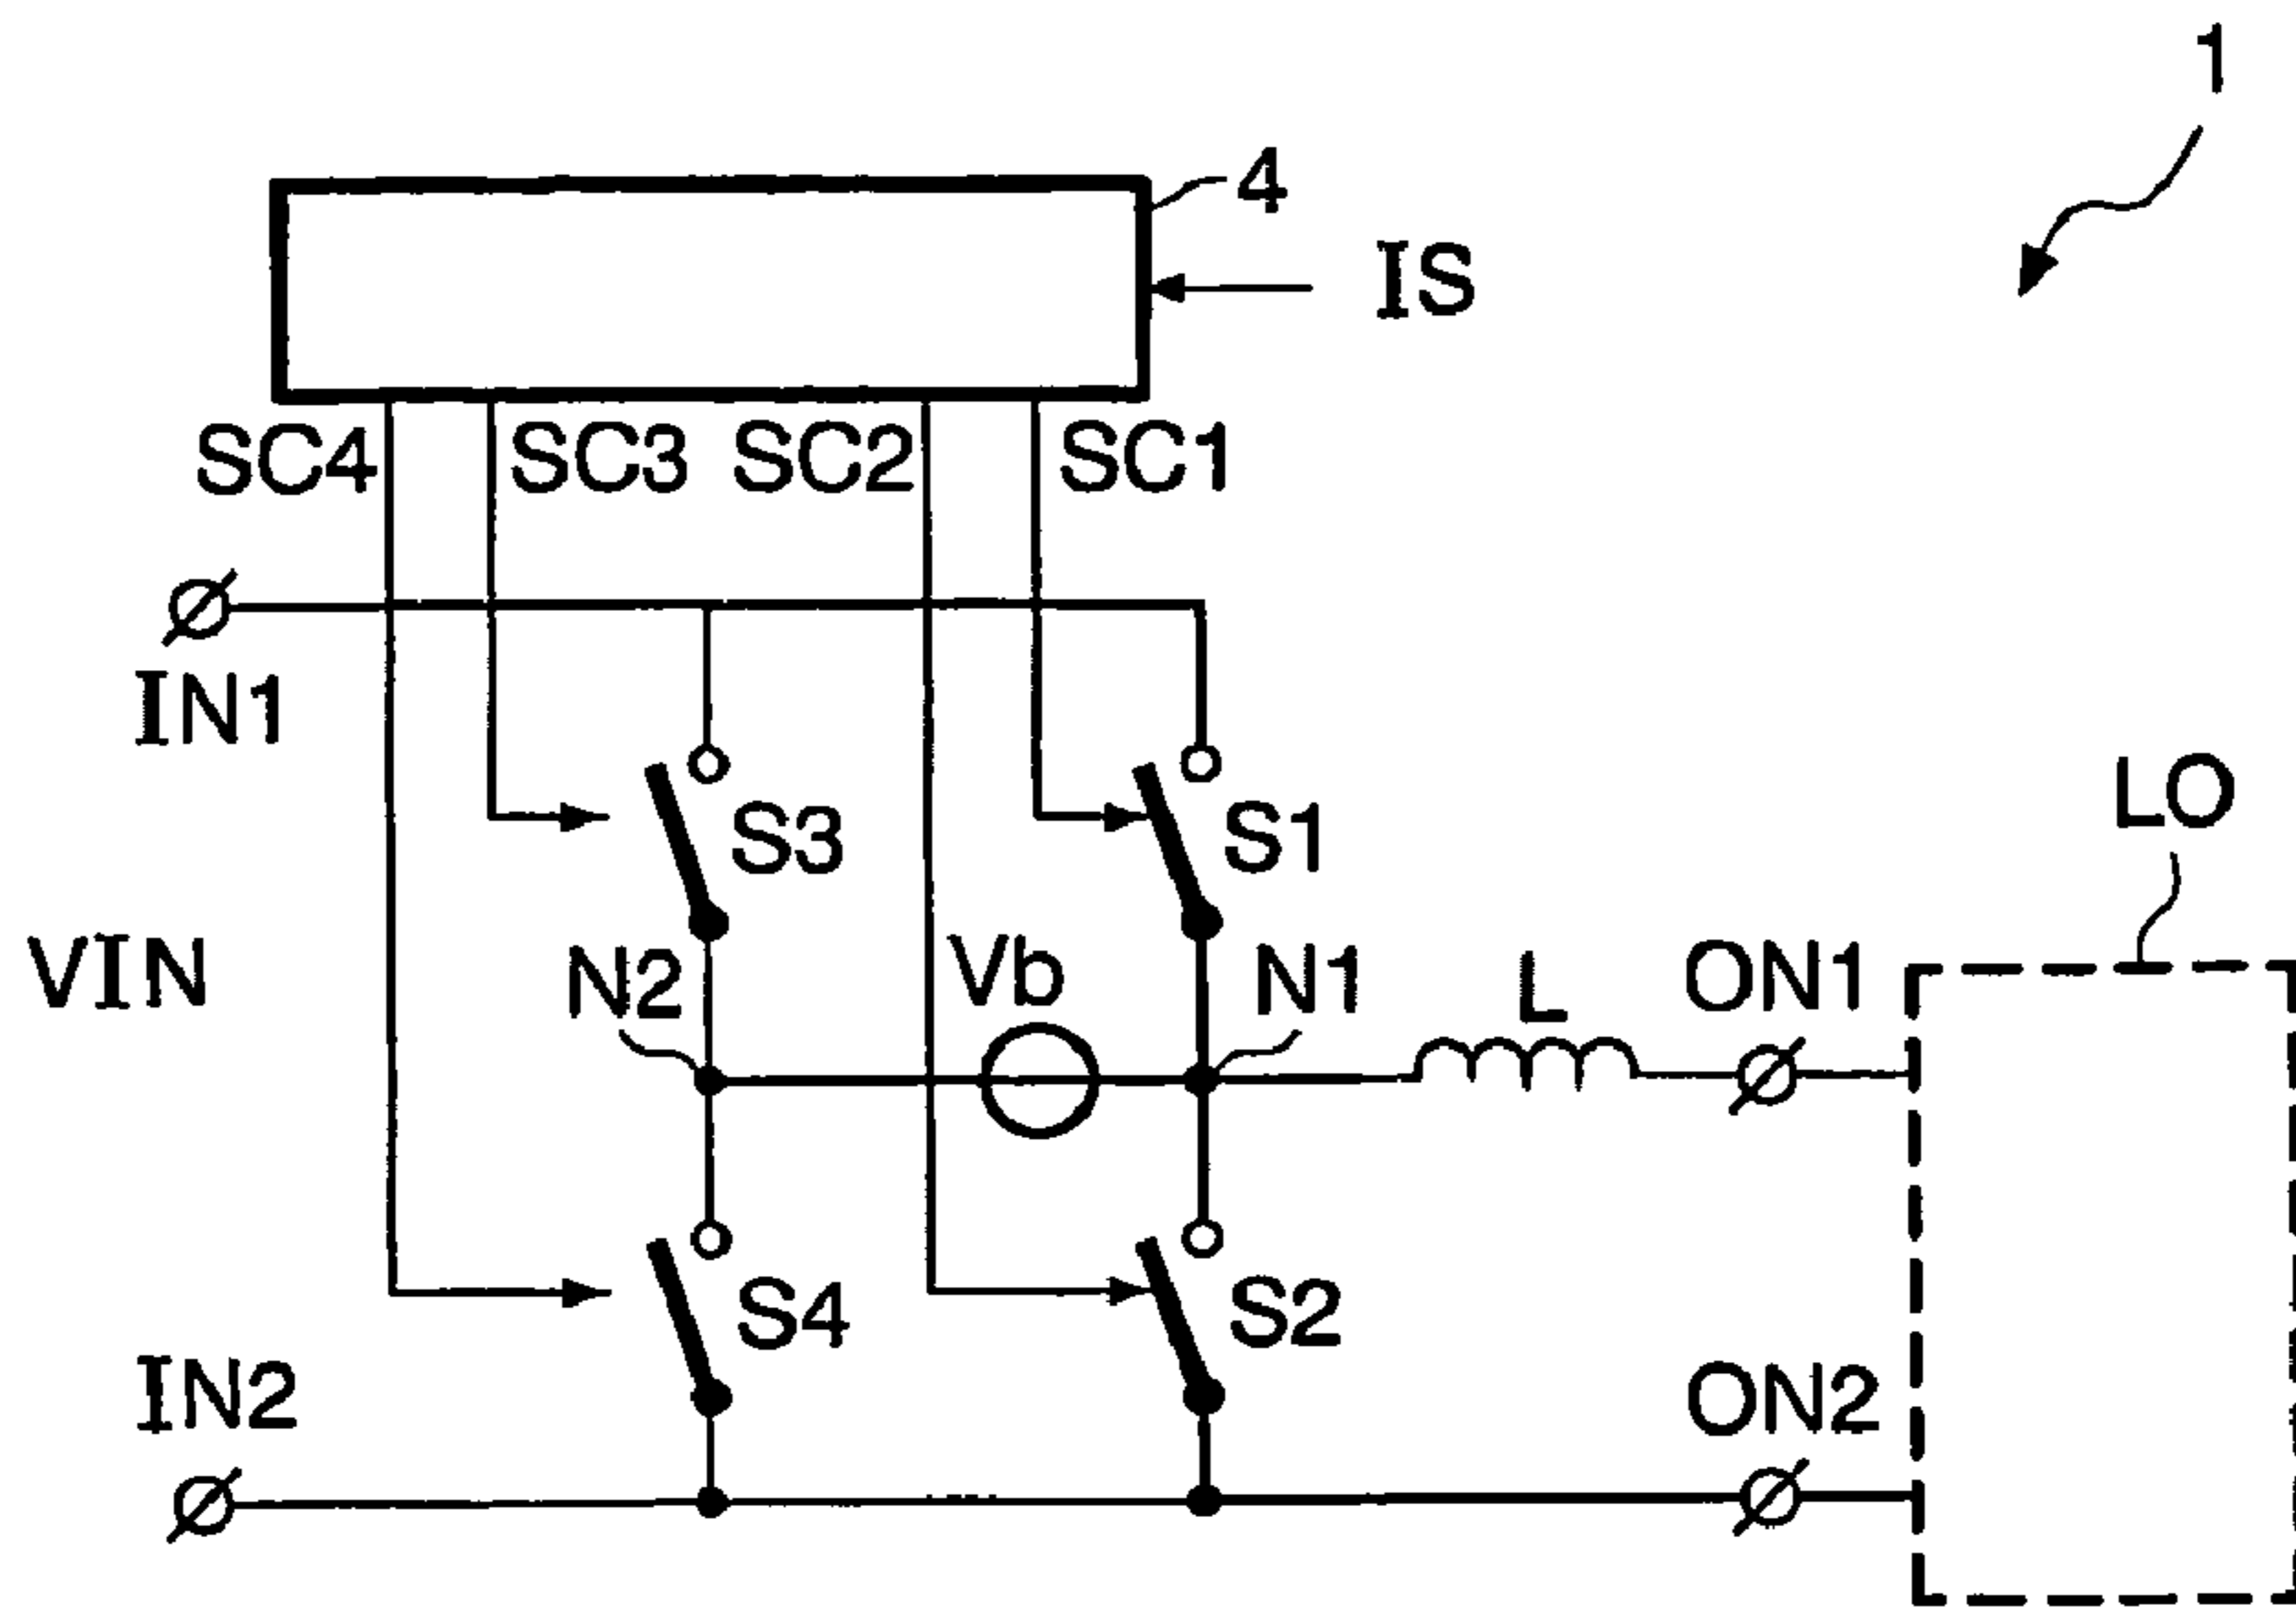 1
4
IS
SC4 SC3 SC2 SC1
IN1
S3 S1
LO
VIN
N2 Vb N1 L ON1
S4 S2
IN2 ON2